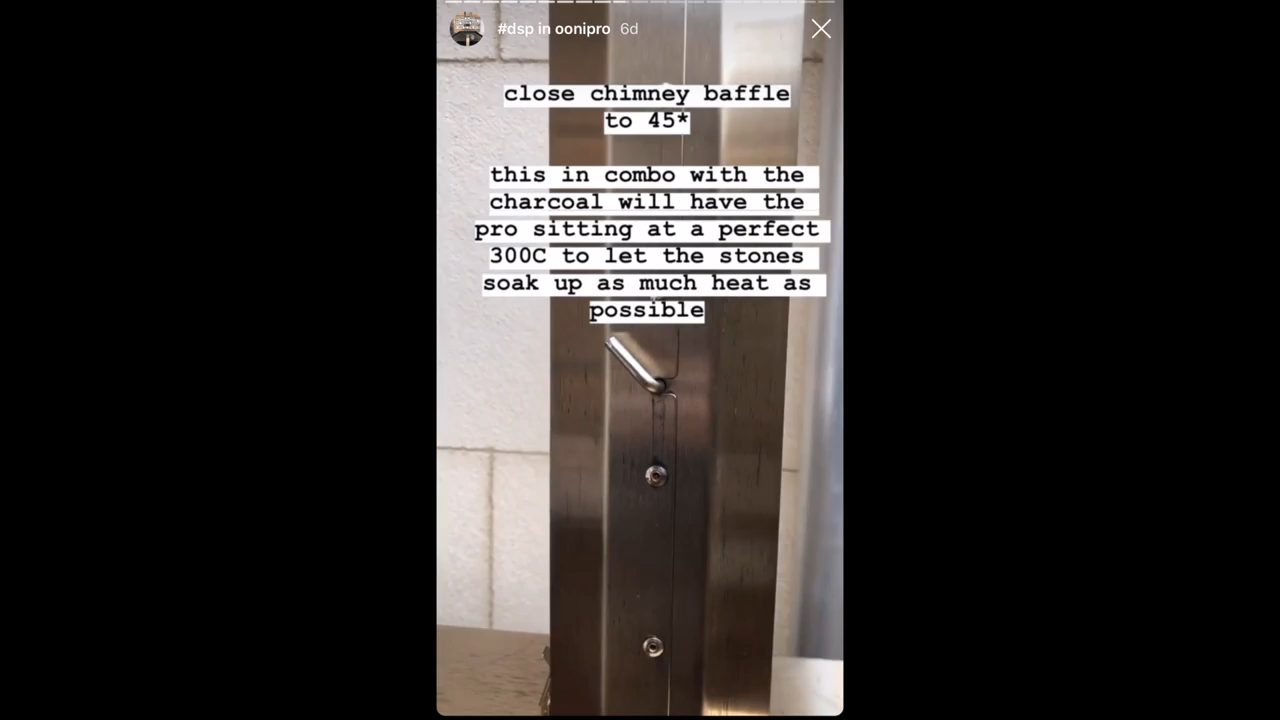 #dsp in oonipro 6d
close chimney baffle
to 45*
this in combo with the
charcoal will have the
pro sitting at a perfect
300C to let the stones
soak up as much heat as
possible